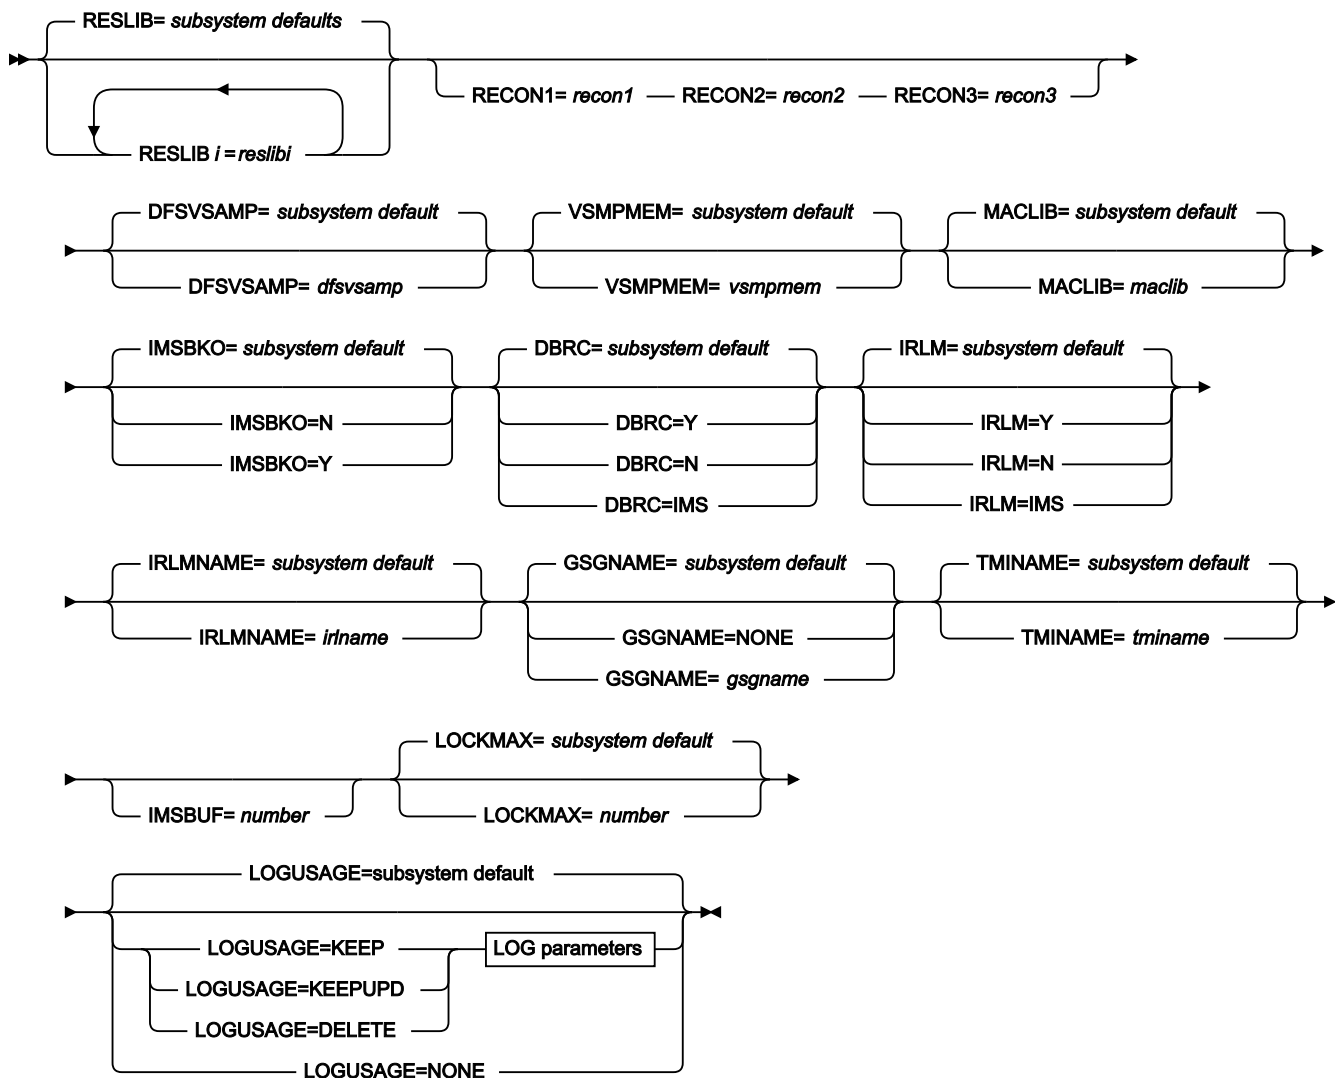 RESLIB= subsystem defaults
RECON1= recon1 RECON2= recon2 RECON3= recon3
RESLIB i =reslibi
DFSVSAMP= subsystem default VSMPMEM= subsystem default MACLIB= subsystem default
DFSVSAMP= dfsvsamp VSMPMEM= vsmpmem MACLIB= maclib
IMSBKO= subsystem default DBRC= subsystem default IRLM= subsystem default
IMSBKO=N DBRC=Y IRLM=Y
IMSBKO=Y DBRC=N IRLM=N
DBRC=IMS IRLM=IMS
IRLMNAME= subsystem default GSGNAME= subsystem default TMINAME= subsystem default
IRLMNAME= irlname GSGNAME=NONE TMINAME= tminame
GSGNAME= gsgname
LOCKMAX= subsystem default
IMSBUF= number LOCKMAX= number
LOGUSAGE=subsystem default
LOGUSAGE=KEEP LOG parameters
LOGUSAGE=KEEPUPD
LOGUSAGE=DELETE
LOGUSAGE=NONE